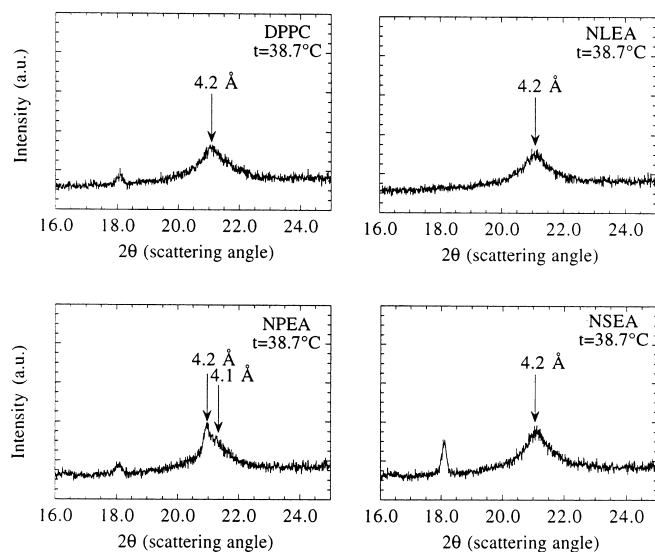 DPPC
t=38.7°C
4.2 Å
Intensity (a.u.)
16.0 18.0 20.0 22.0 24.0
2θ (scattering angle)
NLEA
t=38.7°C
4.2 Å
16.0 18.0 20.0 22.0 24.0
2θ (scattering angle)
NPEA
t=38.7°C
4.2 Å
4.1 Å
Intensity (a.u.)
16.0 18.0 20.0 22.0 24.0
2θ (scattering angle)
NSEA
t=38.7°C
4.2 Å
16.0 18.0 20.0 22.0 24.0
2θ (scattering angle)